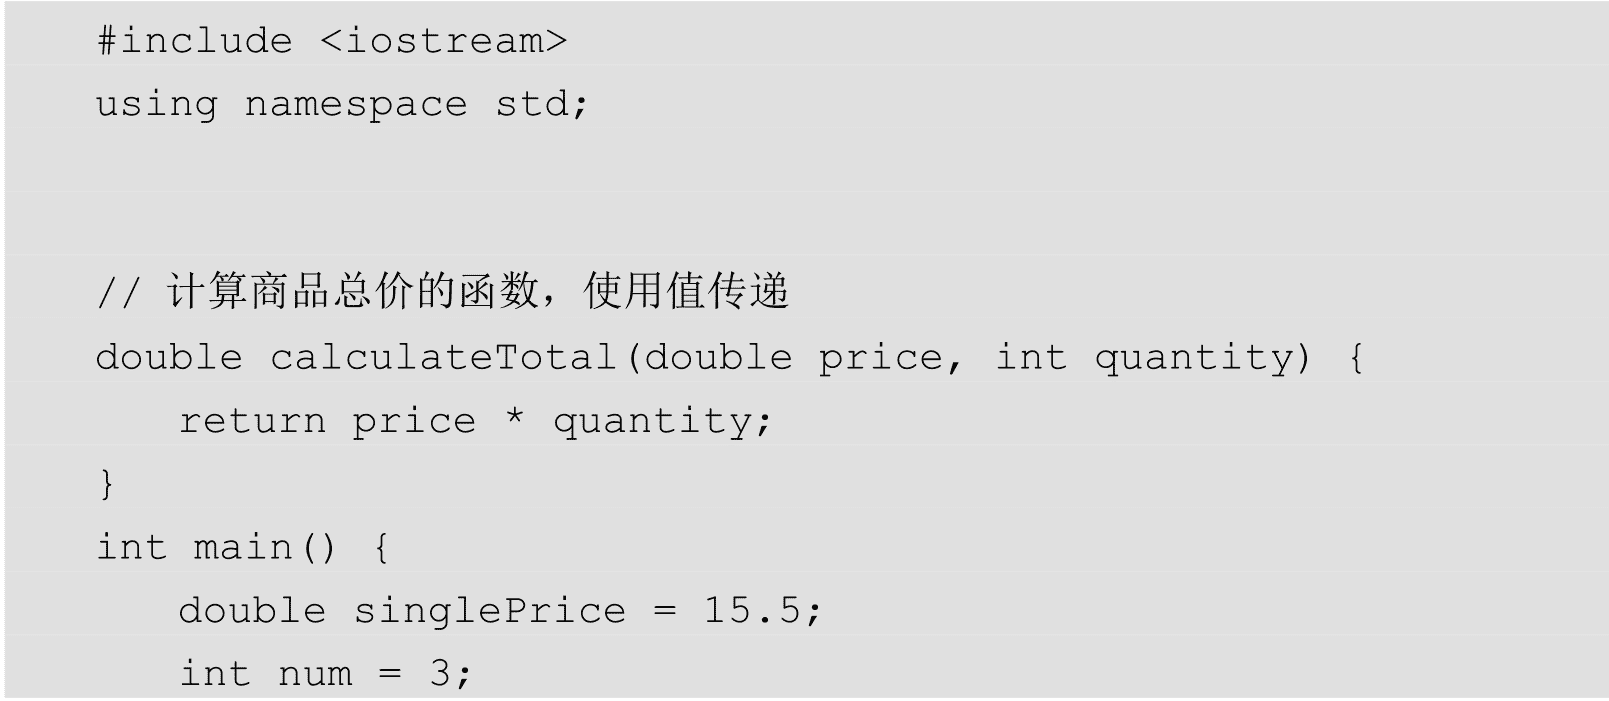 #include <iostream>
using namespace std;
// 计算商品总价的函数，使用值传递
double calculateTotal(double price, int quantity) {
    return price * quantity;
}
int main() {
    double singlePrice = 15.5;
    int num = 3;